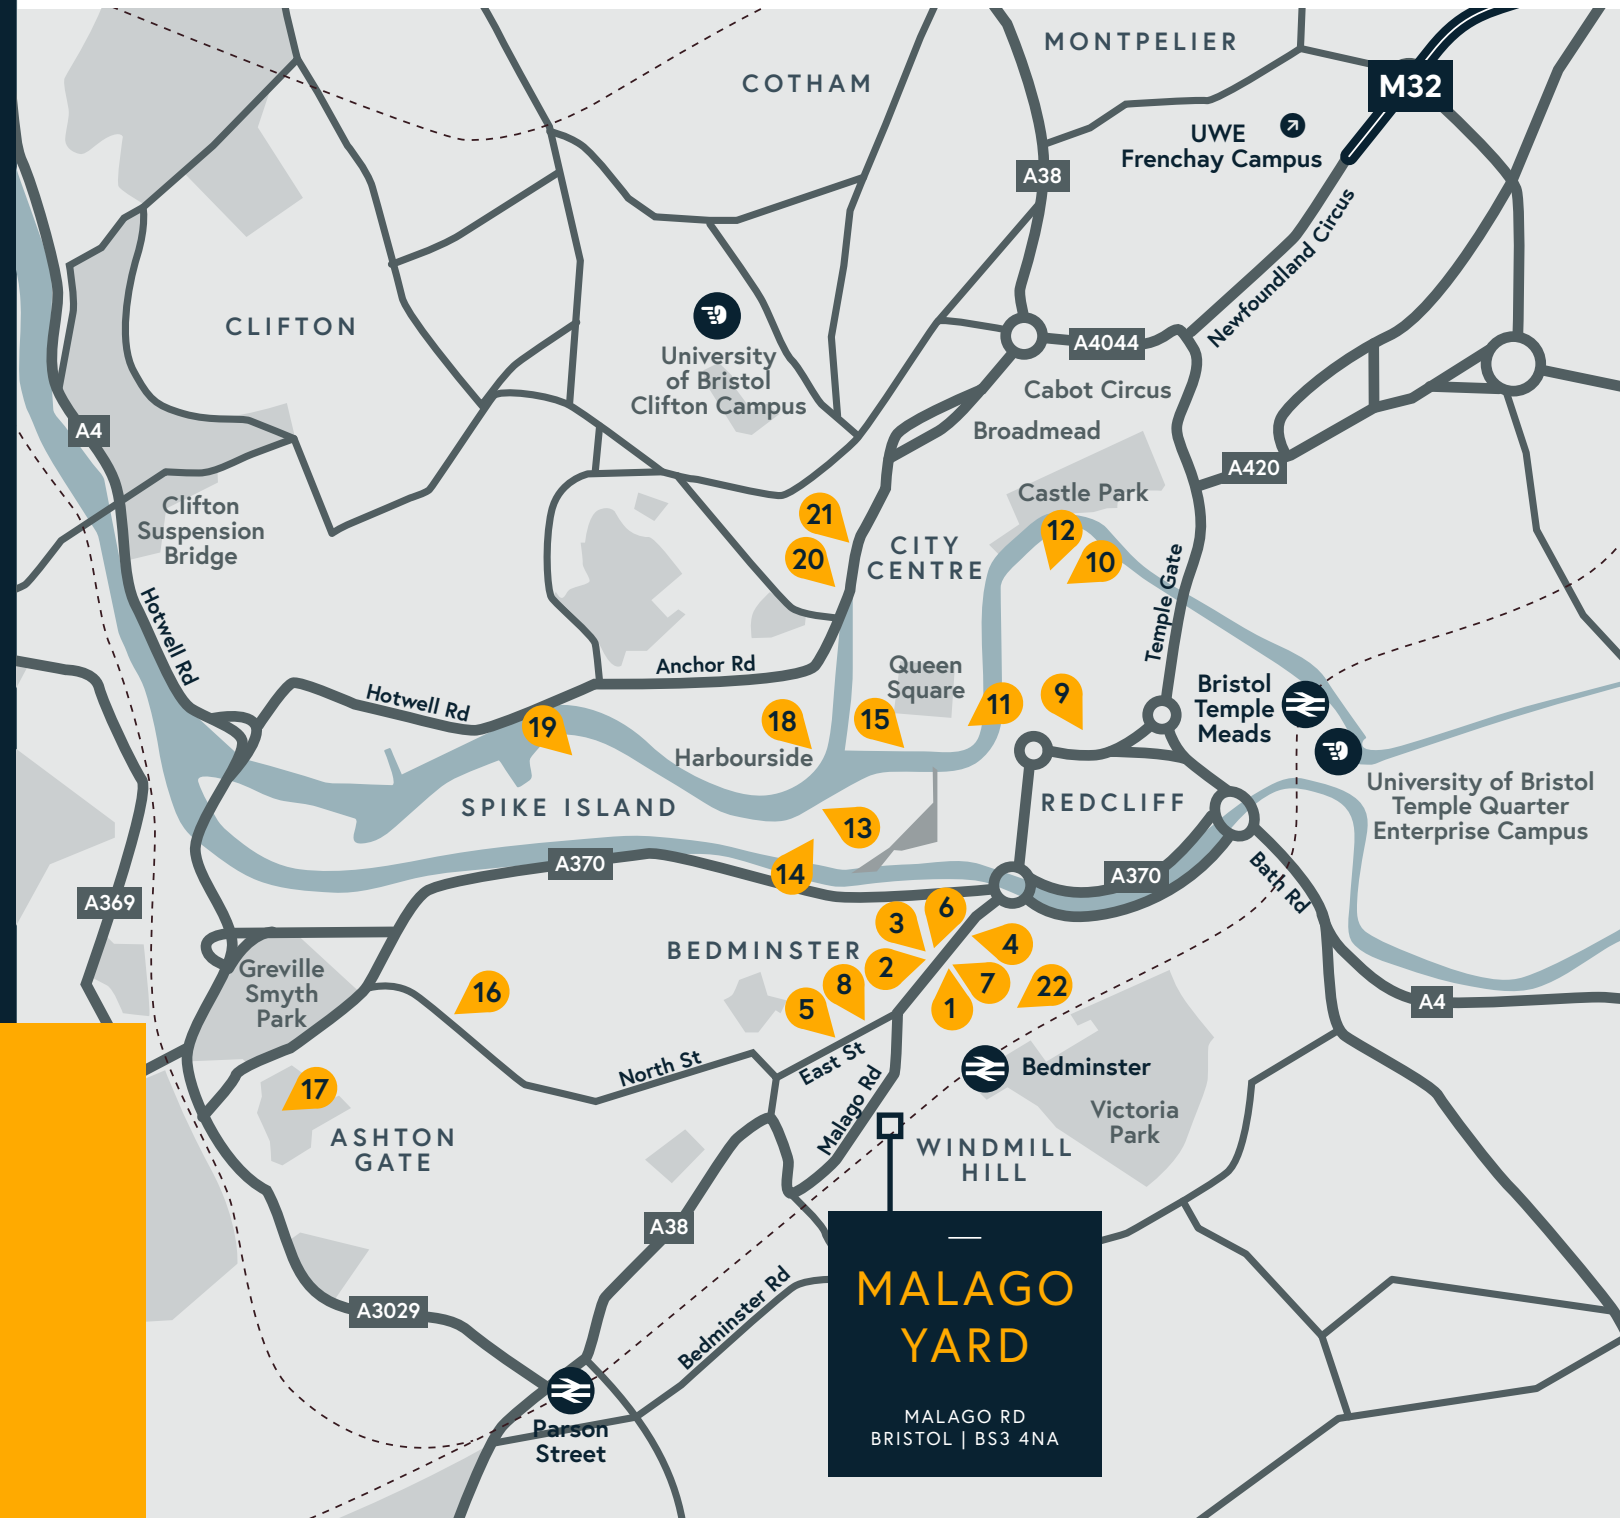 MONTPELIER
COTHAM
M32
UWE
Frenchay Campus
A38
Newfoundland Circus
CLIFTON
University
of Bristol
Clifton Campus
A4044
Cabot Circus
Broadmead
A4
A420
Castle Park
Clifton
Suspension
Bridge
21
20
CITY
CENTRE
12
10
Hotwell Rd
Temple Gate
Anchor Rd
Queen
Square
Hotwell Rd
19
18
15
11
9
Bristol
Temple
Meads
Harbourside
SPIKE ISLAND
REDCLIFF
University of Bristol
Temple Quarter
Enterprise Campus
13
A370
14
A370
Bath Rd
A369
3
6
BEDMINSTER
4
2
7
22
8
5
1
Greville
Smyth
Park
16
A4
North St
East St
Malago Rd
Bedminster
17
Victoria
Park
ASHTON
GATE
WINDMILL
HILL
A38
MALAGO
YARD
MALAGO RD
BRISTOL | BS3 4NA
Bedminster Rd
A3029
Parson
Street